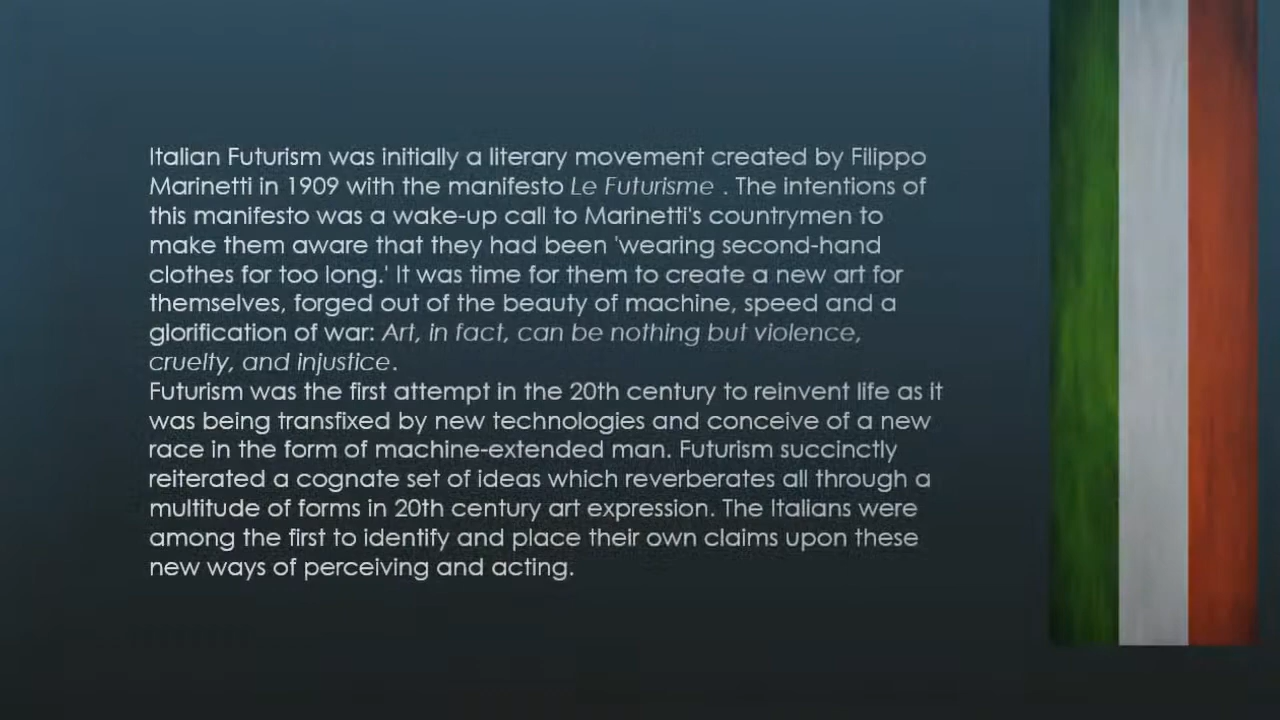 Italian Futurism was initially a literary movement created by Filippo
Marinetti in 1909 with the manifesto Le Futurisme . The intentions of
this manifesto was a wake-up call to Marinetti's countrymen to
make them aware that they had been 'wearing second-hand
clothes for too long.' It was time for them to create a new art for
themselves, forged out of the beauty of machine, speed and a
glorification of war: Art, in fact, can be nothing but violence,
cruelty, and injustice.
Futurism was the first attempt in the 20th century to reinvent life as it
was being transfixed by new technologies and conceive of a new
race in the form of machine-extended man. Futurism succinctly
reiterated a cognate set of ideas which reverberates all through a
multitude of forms in 20th century art expression. The Italians were
among the first to identify and place their own claims upon these
new ways of perceiving and acting.